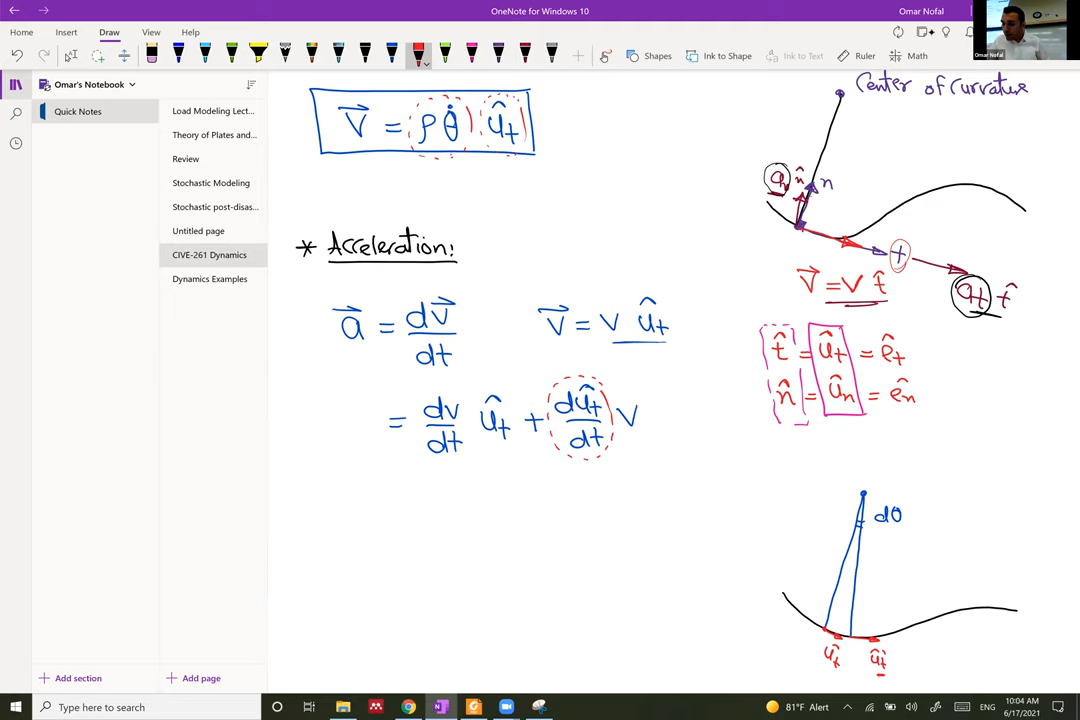 OneNote for Windows 10
Omar Nofal
Home Insert Draw View Help
Shapes Ink to Shape Ink to Text Ruler Math
Omar Nofal
Omar's Notebook
Quick Notes
Load Modeling Lect...
Theory of Plates and...
Review
Stochastic Modeling
Stochastic post-disas...
Untitled page
CIVE-261 Dynamics
Dynamics Examples
V⃗ = ρ θ̇ û_t
Center of Curvature
a_n n̂
n
t
V⃗ = V t̂
a_t t̂
* Acceleration:
a⃗ = dV⃗/dt V⃗ = V û_t
= dv/dt û_t + dû_t/dt V
t̂ = û_t = ê_t
n̂ = û_n = ê_n
dθ
û_t û_t'
Add section
Add page
Type here to search
81°F Alert
ENG
10:04 AM
6/17/2021